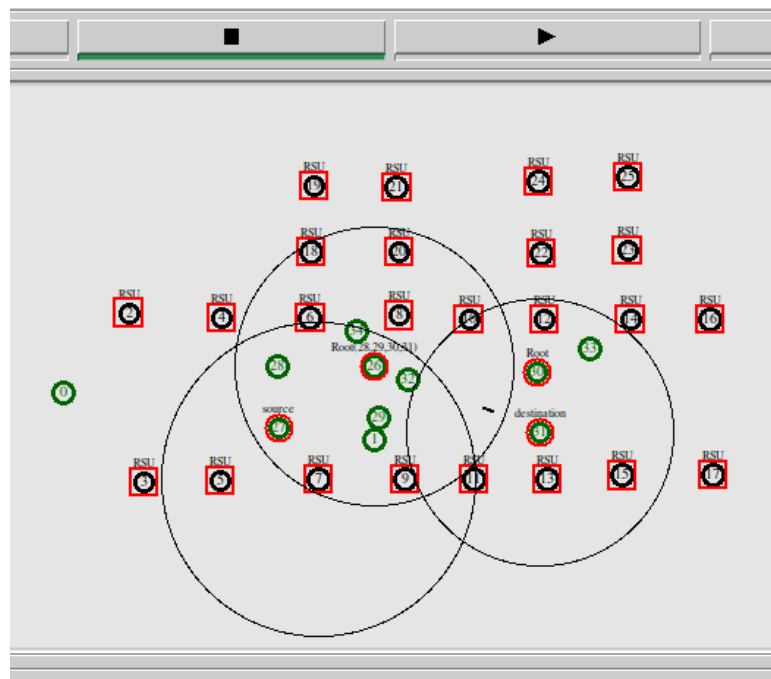 RSU RSU RSU RSU
19 21 24 25
RSU RSU RSU RSU
18 20 22 23
RSU RSU RSU RSU RSU RSU RSU RSU
2 4 6 8 10 12 14 16
34
Root(28,29,30,31) Root 33
28 26 32 30
0
source 29 destination
27 1 31
RSU RSU RSU RSU RSU RSU RSU RSU
3 5 7 9 11 13 15 17